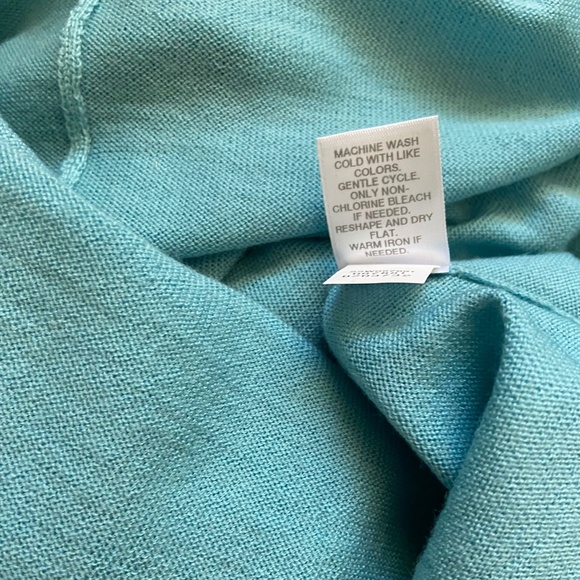 MACHINE WASH
COLD WITH LIKE
COLORS.
GENTLE CYCLE.
ONLY NON-
CHLORINE BLEACH
IF NEEDED.
RESHAPE AND DRY
FLAT.
WARM IRON IF
NEEDED.